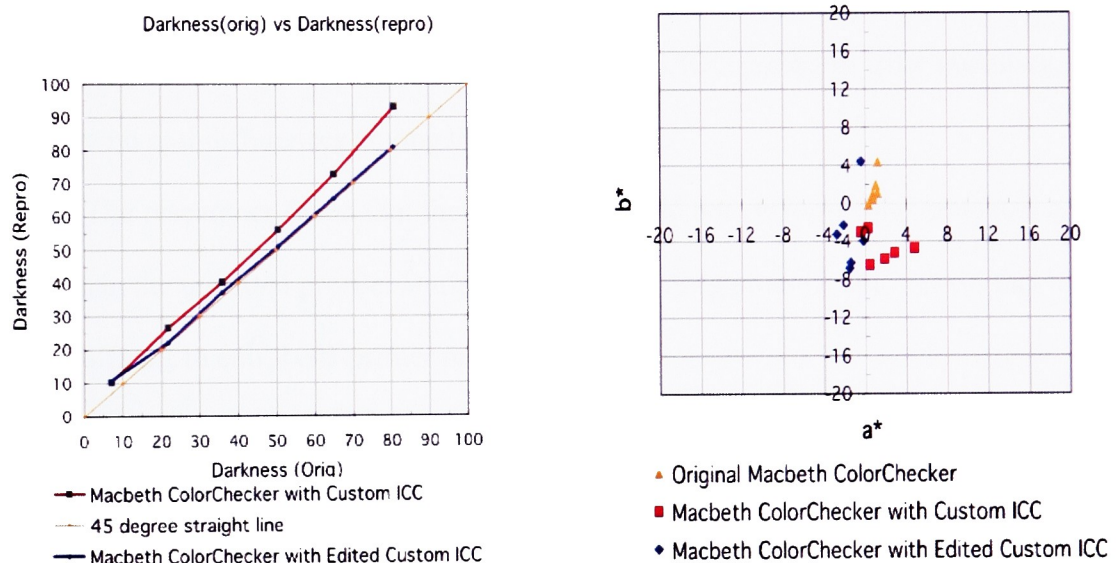 Darkness(orig) vs Darkness(repro)
100
90
80
70
60
50
40
30
20
10
0
Darkness (Repro)
0 10 20 30 40 50 60 70 80 90 100
Darkness (Orig)
Macbeth ColorChecker with Custom ICC
45 degree straight line
Macbeth ColorChecker with Edited Custom ICC
20
16
12
8
4
0
-4
-8
-12
-16
-20
b*
-20 -16 -12 -8 -4 0 4 8 12 16 20
a*
Original Macbeth ColorChecker
Macbeth ColorChecker with Custom ICC
Macbeth ColorChecker with Edited Custom ICC